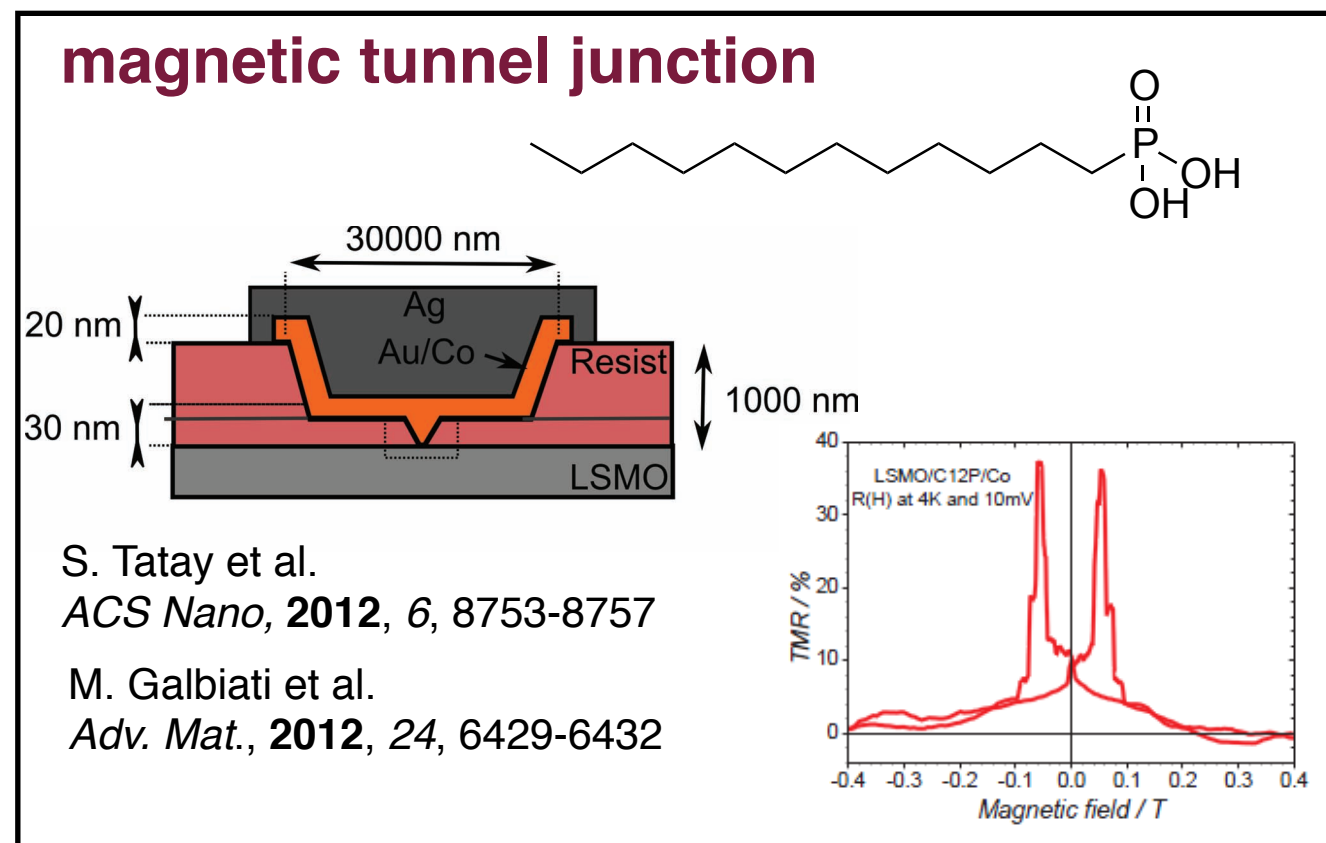 magnetic tunnel junction
O
P
OH
OH
30000 nm
20 nm
Ag
Au/Co
Resist
1000 nm
30 nm
LSMO
S. Tatay et al.
ACS Nano, 2012, 6, 8753-8757
M. Galbiati et al.
Adv. Mat., 2012, 24, 6429-6432
40
30
20
10
0
TMR / %
LSMO/C12P/Co
R(H) at 4K and 10mV
-0.4 -0.3 -0.2 -0.1 0.0 0.1 0.2 0.3 0.4
Magnetic field / T